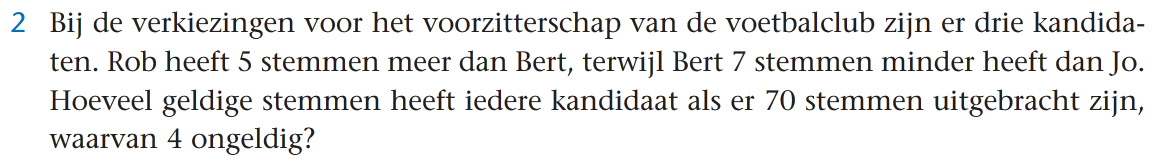 2 Bij de verkiezingen voor het voorzitterschap van de voetbalclub zijn er drie kandida-
ten. Rob heeft 5 stemmen meer dan Bert, terwijl Bert 7 stemmen minder heeft dan Jo.
Hoeveel geldige stemmen heeft iedere kandidaat als er 70 stemmen uitgebracht zijn,
waarvan 4 ongeldig?